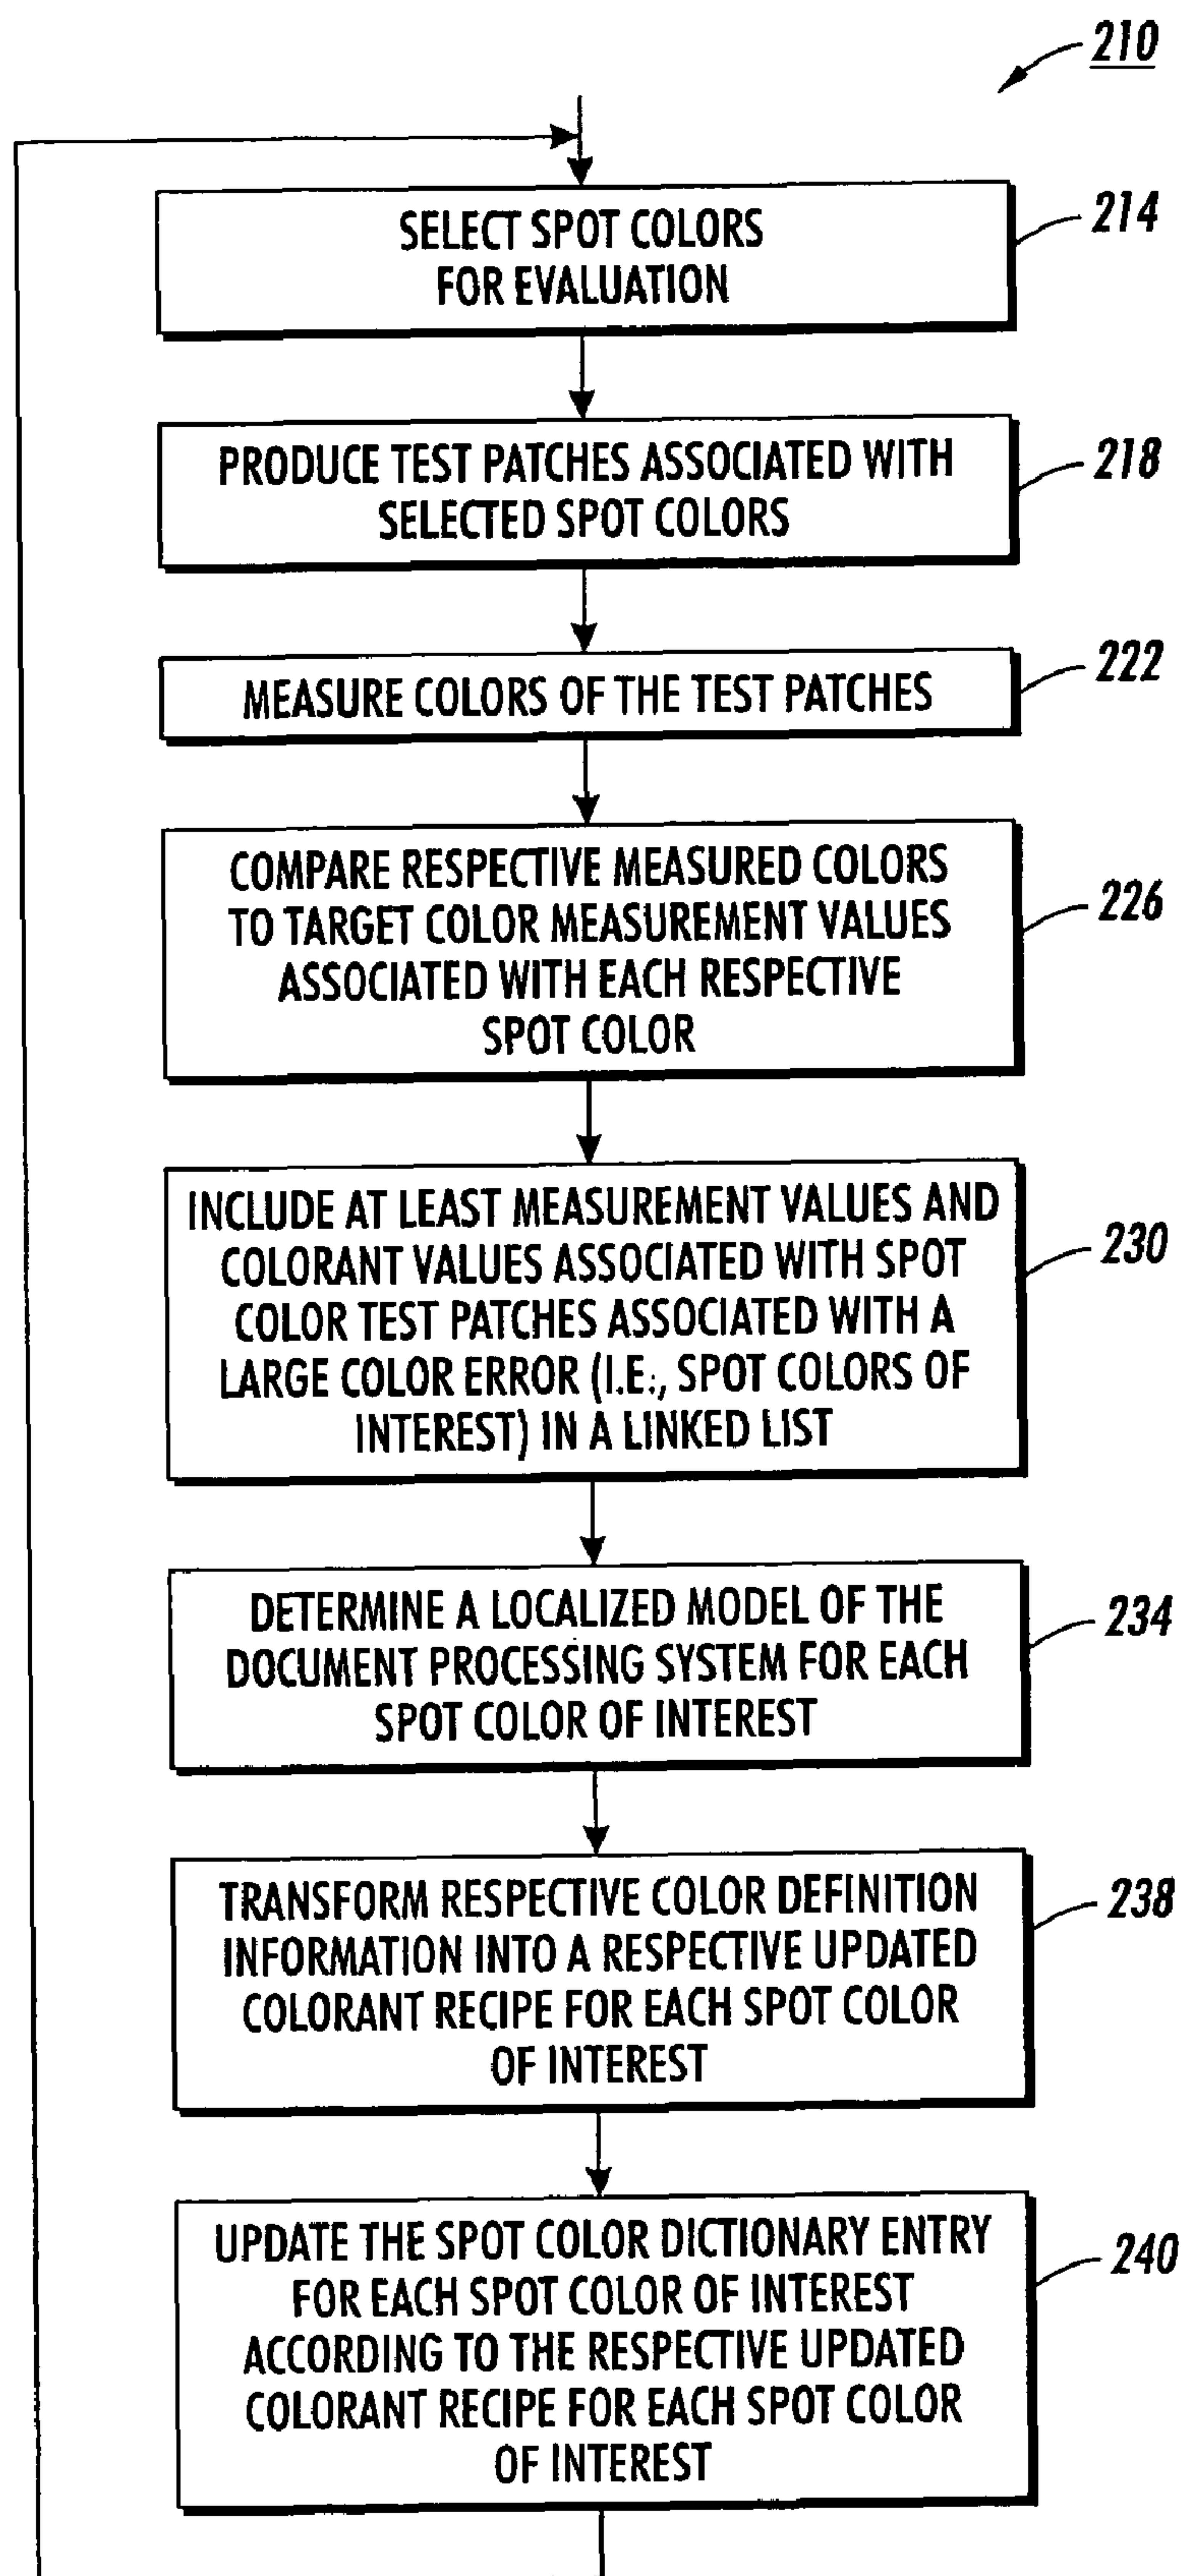 210
SELECT SPOT COLORS
FOR EVALUATION
214
PRODUCE TEST PATCHES ASSOCIATED WITH
SELECTED SPOT COLORS
218
MEASURE COLORS OF THE TEST PATCHES
222
COMPARE RESPECTIVE MEASURED COLORS
TO TARGET COLOR MEASUREMENT VALUES
ASSOCIATED WITH EACH RESPECTIVE
SPOT COLOR
226
INCLUDE AT LEAST MEASUREMENT VALUES AND
COLORANT VALUES ASSOCIATED WITH SPOT
COLOR TEST PATCHES ASSOCIATED WITH A
LARGE COLOR ERROR (I.E., SPOT COLORS OF
INTEREST) IN A LINKED LIST
230
DETERMINE A LOCALIZED MODEL OF THE
DOCUMENT PROCESSING SYSTEM FOR EACH
SPOT COLOR OF INTEREST
234
TRANSFORM RESPECTIVE COLOR DEFINITION
INFORMATION INTO A RESPECTIVE UPDATED
COLORANT RECIPE FOR EACH SPOT COLOR
OF INTEREST
238
UPDATE THE SPOT COLOR DICTIONARY ENTRY
FOR EACH SPOT COLOR OF INTEREST
ACCORDING TO THE RESPECTIVE UPDATED
COLORANT RECIPE FOR EACH SPOT COLOR
OF INTEREST
240